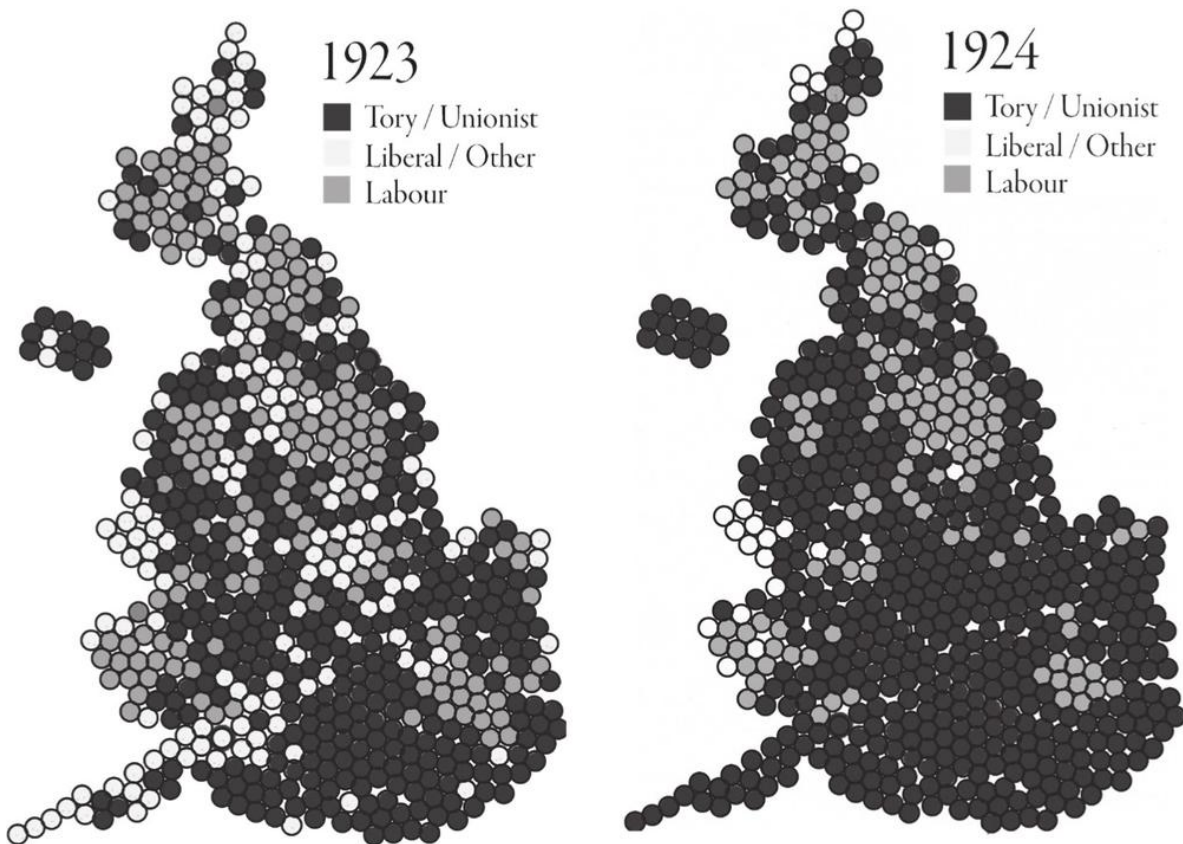 1923
Tory / Unionist
Liberal / Other
Labour
1924
Tory / Unionist
Liberal / Other
Labour